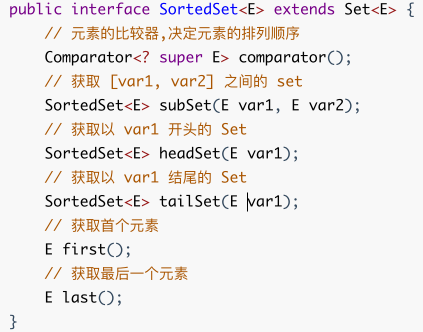 public interface SortedSet<E> extends Set<E> {
// 元素的比较器,决定元素的排列顺序
Comparator<? super E> comparator();
// 获取 [var1, var2] 之间的 set
SortedSet<E> subSet(E var1, E var2);
// 获取以 var1 开头的 Set
SortedSet<E> headSet(E var1);
// 获取以 var1 结尾的 Set
SortedSet<E> tailSet(E var1);
// 获取首个元素
E first();
// 获取最后一个元素
E last();
}